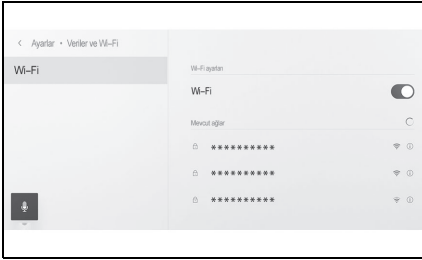 < Ayarlar • Veriler ve Wi-Fi
Wi-Fi
Wi-Fi ayarları
Wi-Fi
Mevcut ağlar
**********
**********
**********